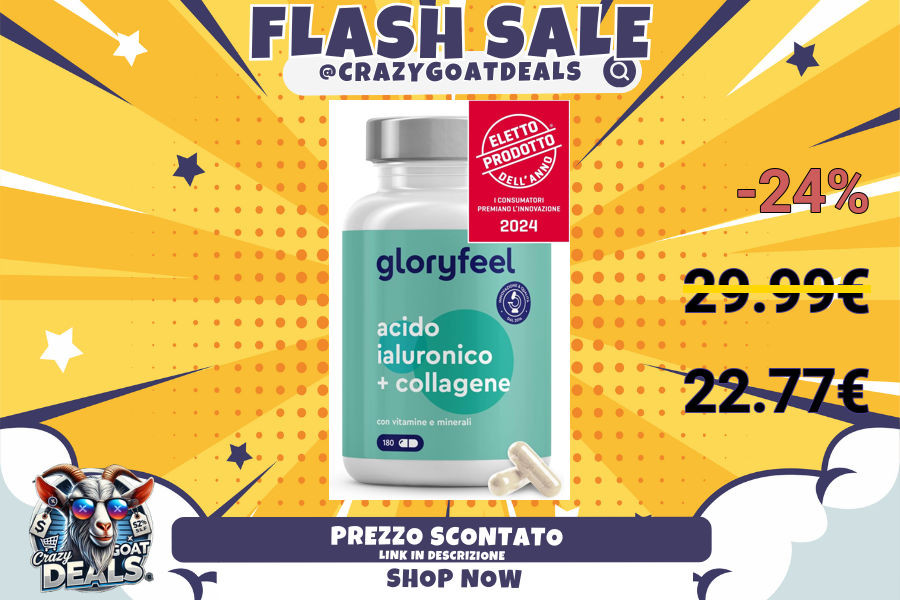 FLASH SALE
@CRAZYGOATDEALS
ELETTO
PRODOTTO
DELL'ANNO
I CONSUMATORI
PREMIANO L'INNOVAZIONE
2024
-24%
gloryfeel
29.99€
acido
ialuronico
+ collagene
22.77€
con vitamine e minerali
180
$
52%
Crazy
GOAT
DEALS
PREZZO SCONTATO
LINK IN DESCRIZIONE
SHOP NOW